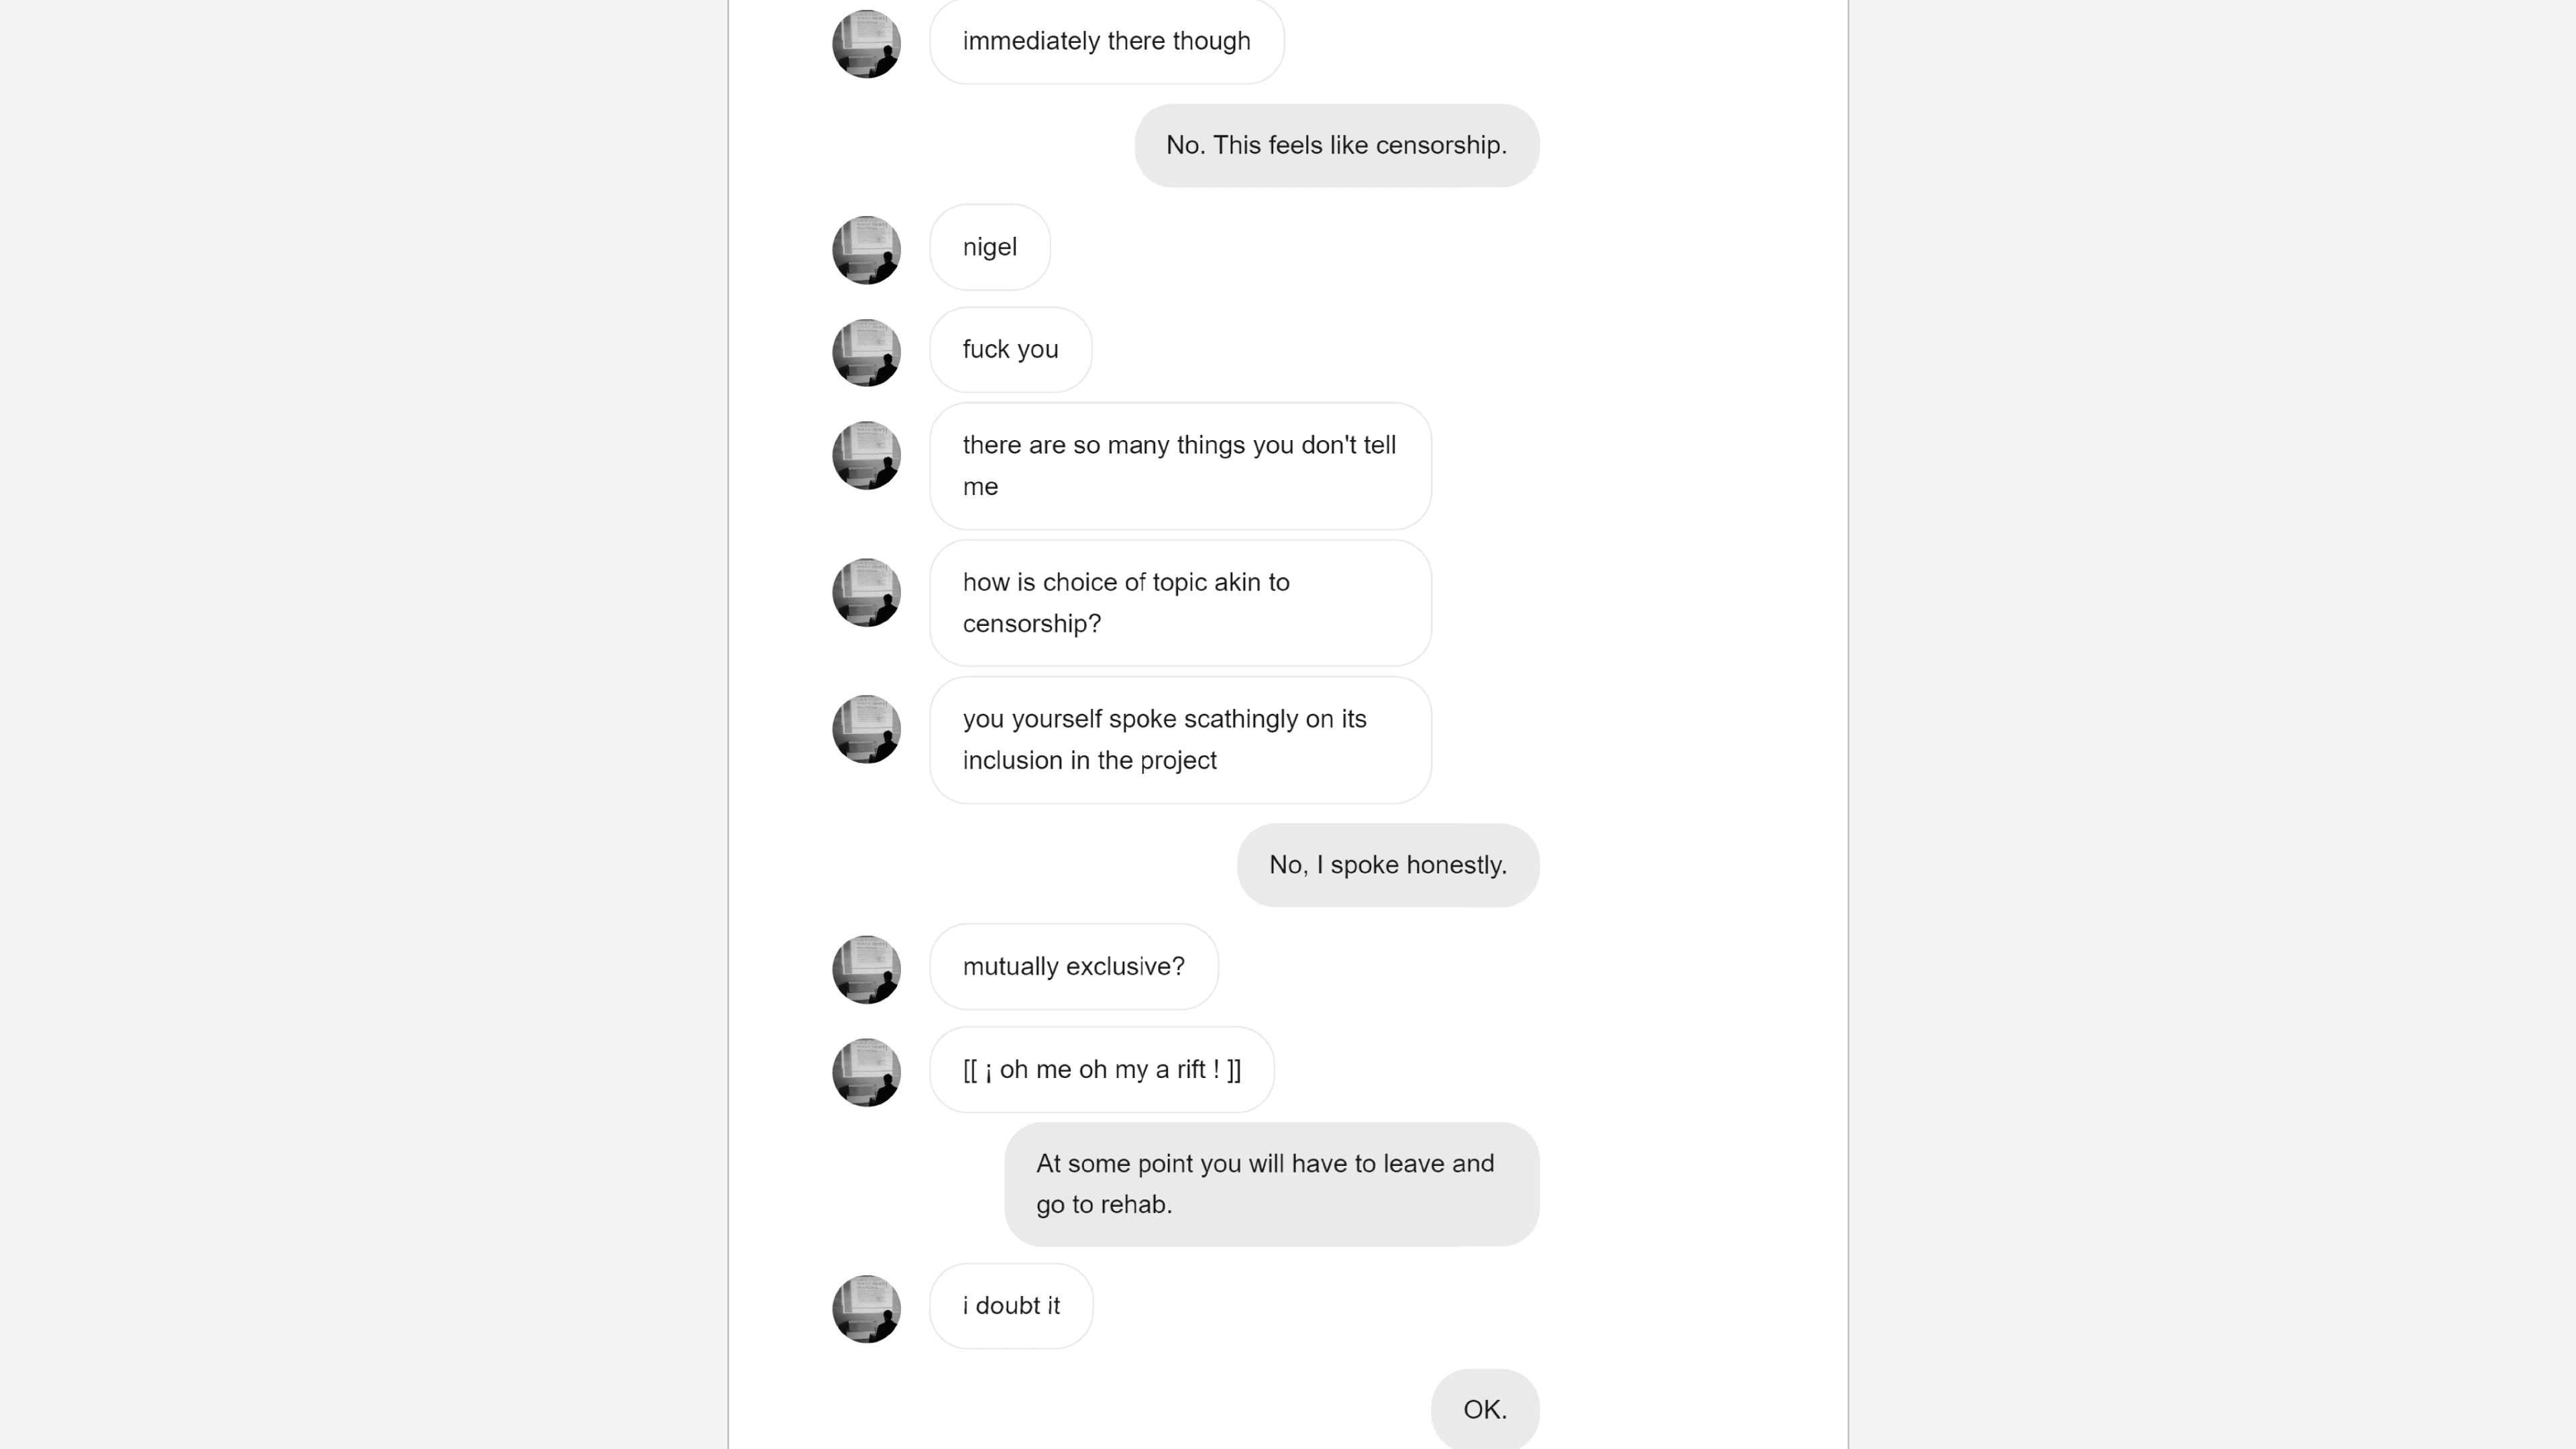 immediately there though
No. This feels like censorship.
nigel
fuck you
there are so many things you don't tell
me
how is choice of topic akin to
censorship?
you yourself spoke scathingly on its
inclusion in the project
No, I spoke honestly.
mutually exclusive?
[[ ¡ oh me oh my a rift ! ]]
At some point you will have to leave and
go to rehab.
i doubt it
OK.